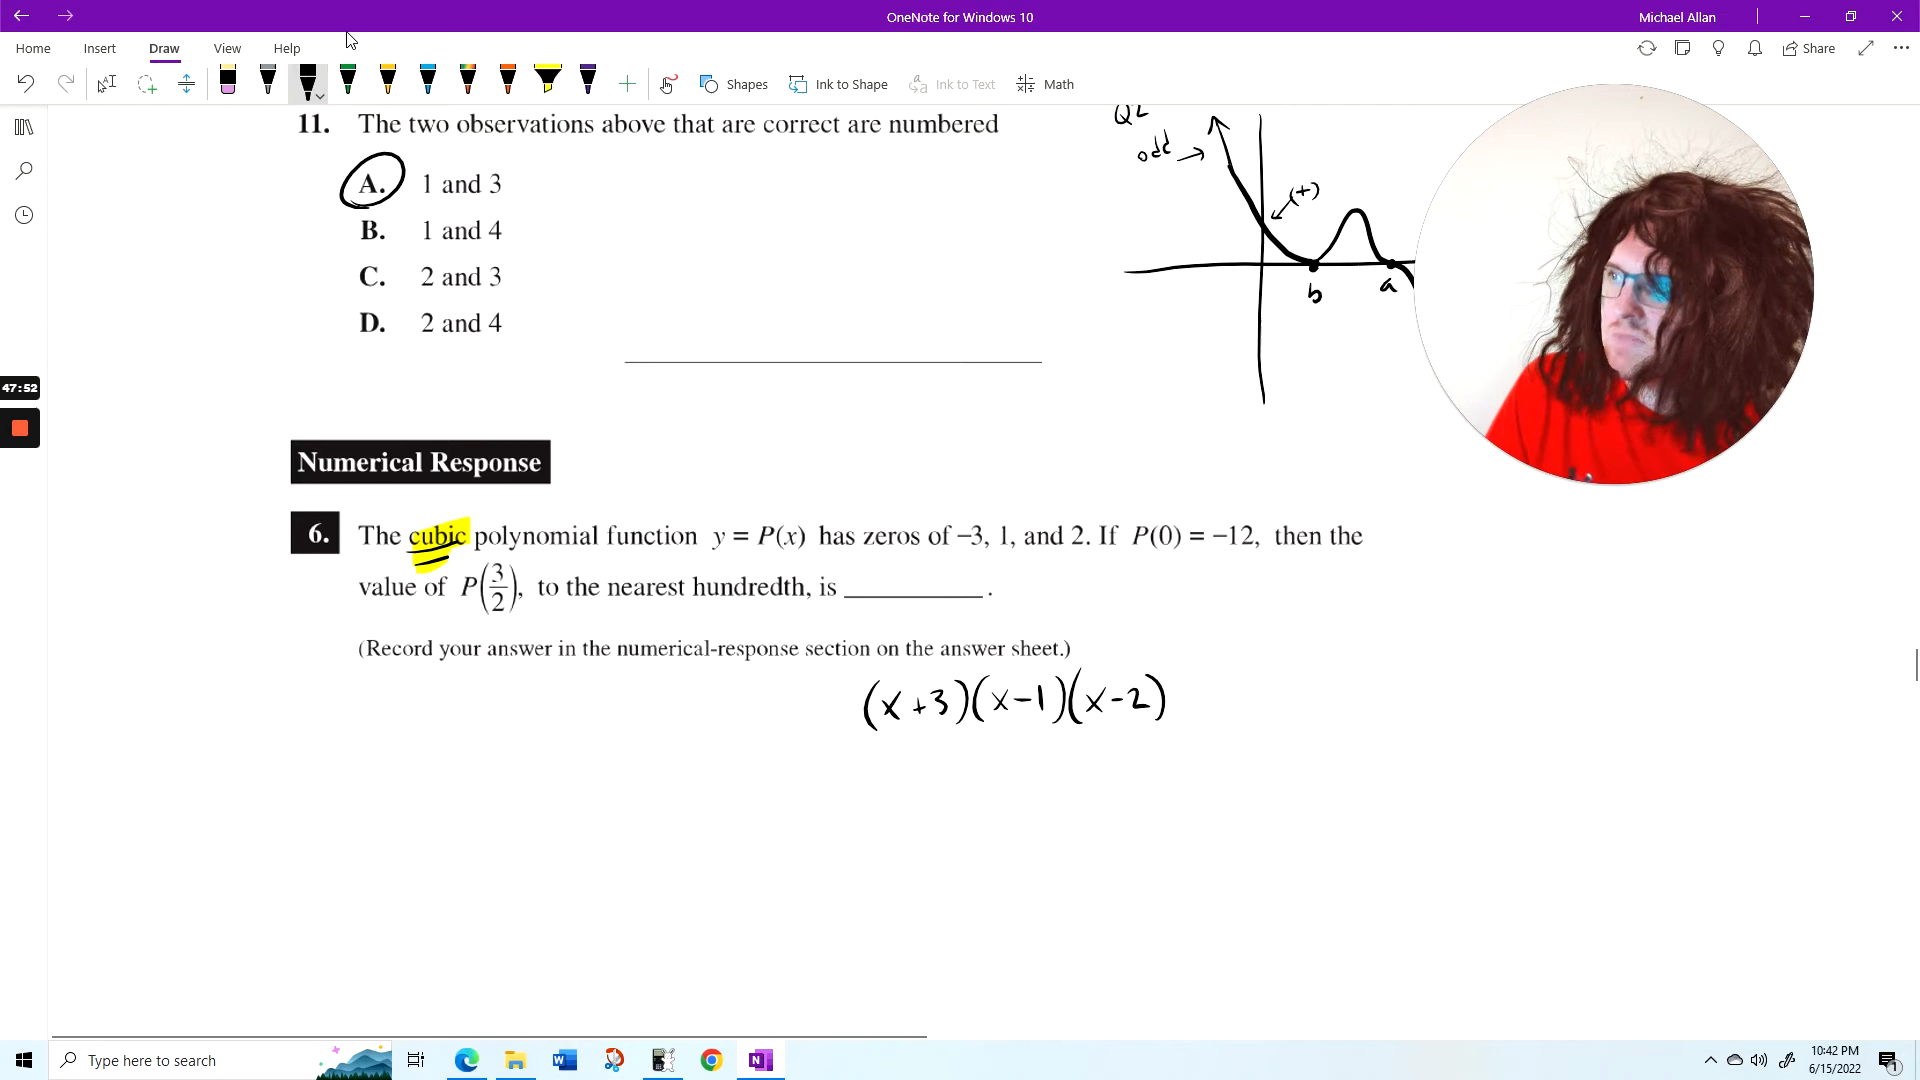 OneNote for Windows 10
Michael Allan
Home Insert Draw View Help
Share
Shapes Ink to Shape Ink to Text Math
11. The two observations above that are correct are numbered
A. 1 and 3
B. 1 and 4
C. 2 and 3
D. 2 and 4
Q2
odd
(+)
b
a
47:52
Numerical Response
6. The cubic polynomial function y = P(x) has zeros of −3, 1, and 2. If P(0) = −12, then the
value of P(3/2), to the nearest hundredth, is __________ .
(Record your answer in the numerical-response section on the answer sheet.)
(x+3)(x-1)(x-2)
Type here to search
10:42 PM
6/15/2022
1